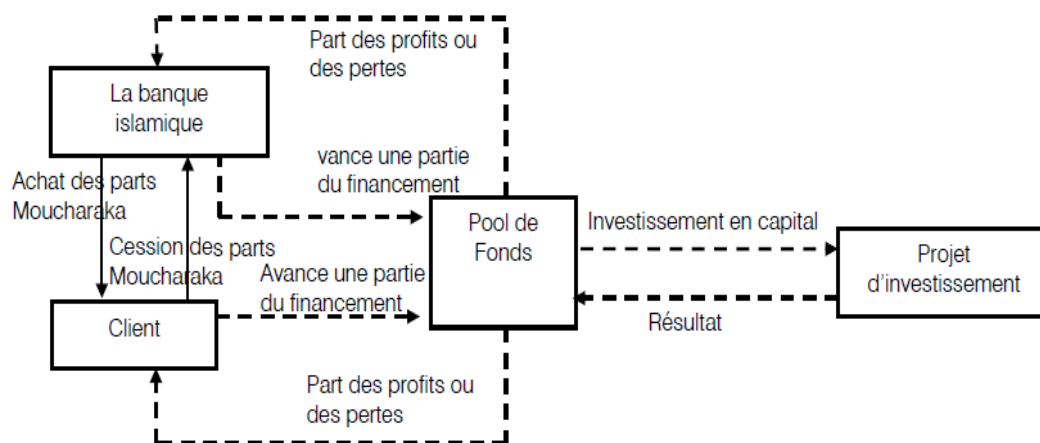 Part des profits ou
des pertes
La banque
islamique
vance une partie
du financement
Achat des parts
Moucharaka
Pool de
Fonds
Investissement en capital
Projet
d'investissement
Cession des parts
Moucharaka
Avance une partie
du financement
Client
Résultat
Part des profits ou
des pertes